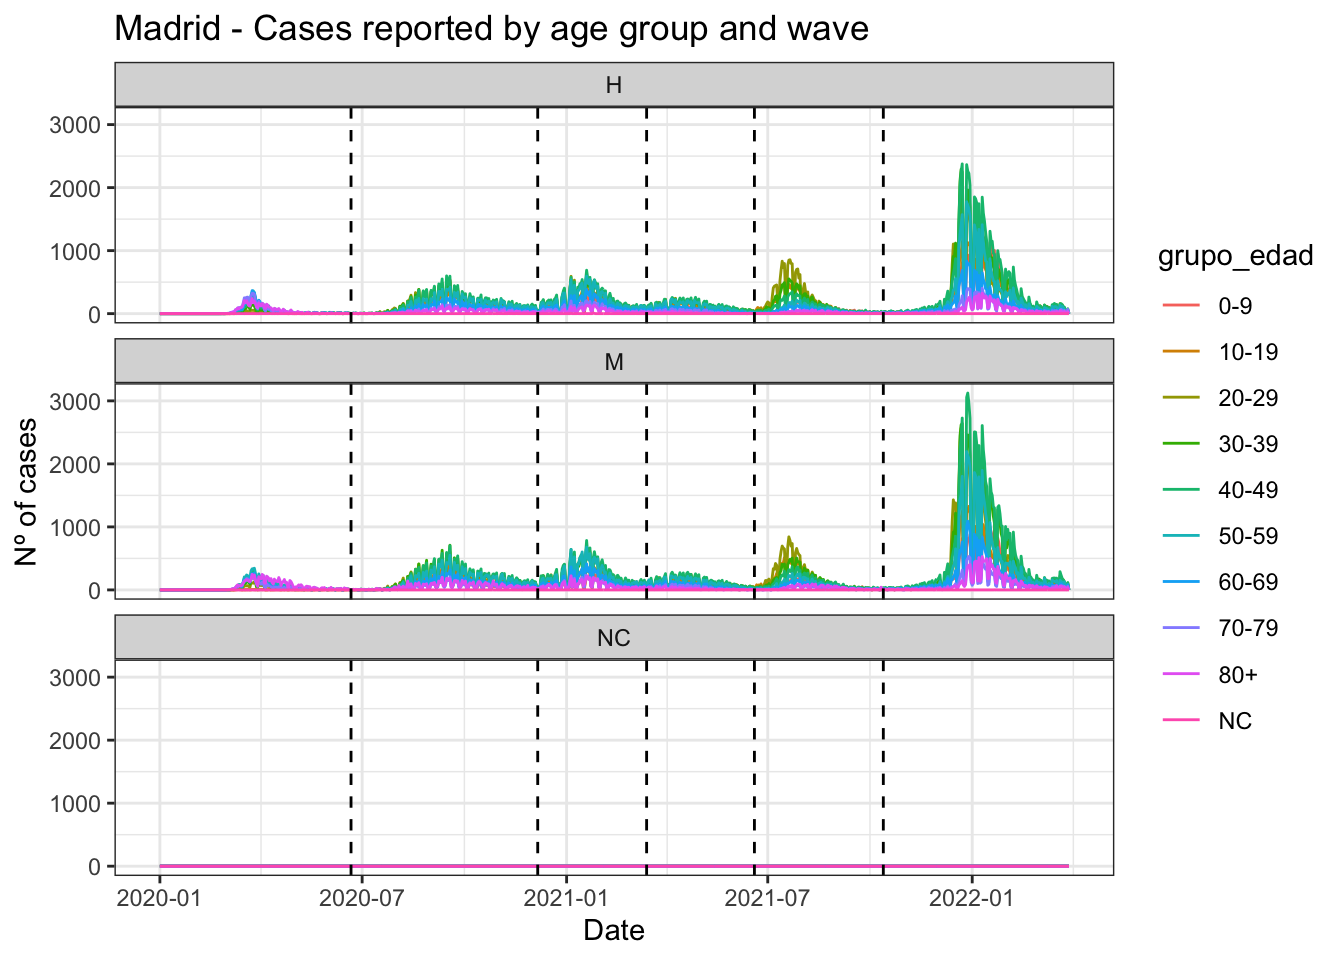 Madrid - Cases reported by age group and wave
H
3000
2000
1000
0
M
3000
2000
1000
0
NC
3000
2000
1000
0
2020-01 2020-07 2021-01 2021-07 2022-01
Date
Nº of cases
grupo_edad
0-9
10-19
20-29
30-39
40-49
50-59
60-69
70-79
80+
NC